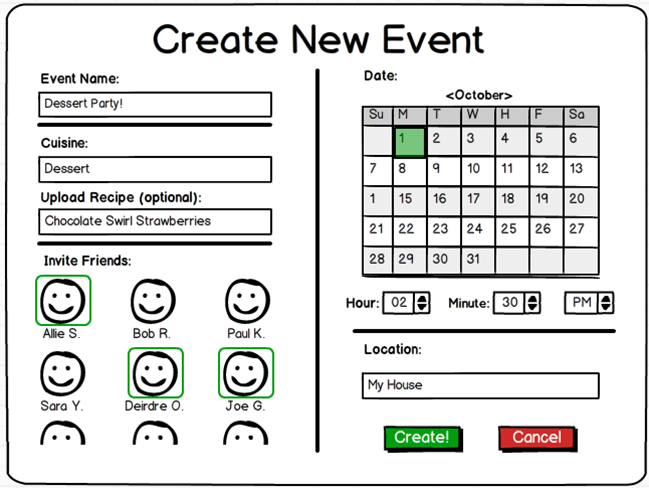 Create New Event
Event Name:
Dessert Party!
Cuisine:
Dessert
Upload Recipe (optional):
Chocolate Swirl Strawberries
Invite Friends:
Allie S. Bob R. Paul K.
Sara Y. Deirdre O. Joe G.
Date:
<October>
Su M T W H F Sa
1 2 3 4 5 6
7 8 9 10 11 12 13
1 15 16 17 18 19 20
21 22 23 24 25 26 27
28 29 30 31
Hour: 02 Minute: 30 PM
Location:
My House
Create! Cancel